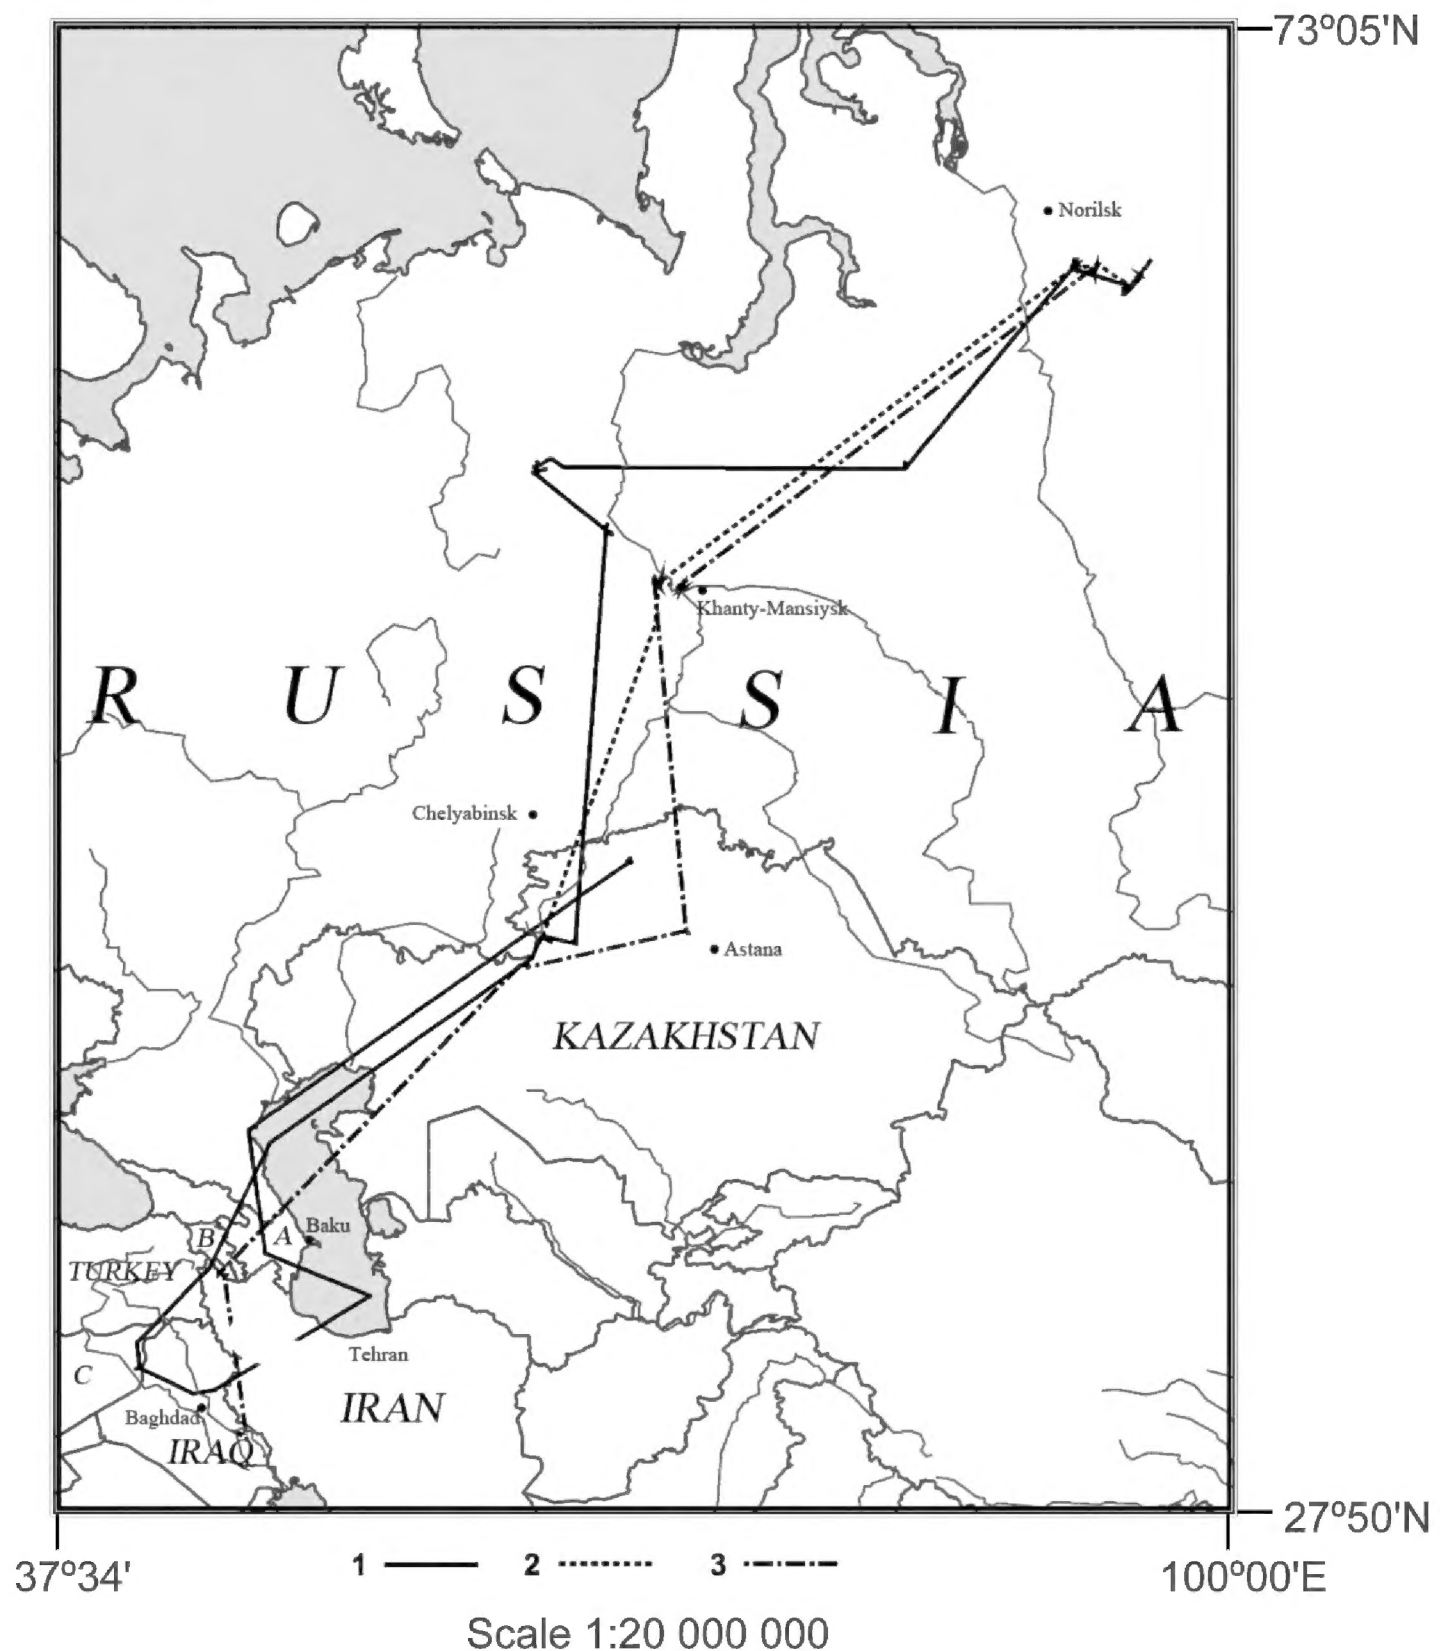 73º05'N
Norilsk
Khanty-Mansiysk
R U S S I A
Chelyabinsk
Astana
KAZAKHSTAN
B A Baku
TURKEY
Tehran
C
IRAN
Baghdad
IRAQ
27º50'N
1 2 3
37º34' 100º00'E
Scale 1:20 000 000